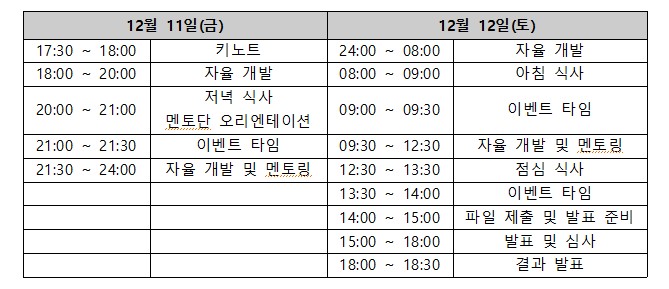 12월 11일(금) 12월 12일(토)
17:30 ~ 18:00 키노트 24:00 ~ 08:00 자율 개발
18:00 ~ 20:00 자율 개발 08:00 ~ 09:00 아침 식사
20:00 ~ 21:00 저녁 식사 09:00 ~ 09:30 이벤트 타임
멘토단 오리엔테이션
21:00 ~ 21:30 이벤트 타임 09:30 ~ 12:30 자율 개발 및 멘토링
21:30 ~ 24:00 자율 개발 및 멘토링 12:30 ~ 13:30 점심 식사
13:30 ~ 14:00 이벤트 타임
14:00 ~ 15:00 파일 제출 및 발표 준비
15:00 ~ 18:00 발표 및 심사
18:00 ~ 18:30 결과 발표